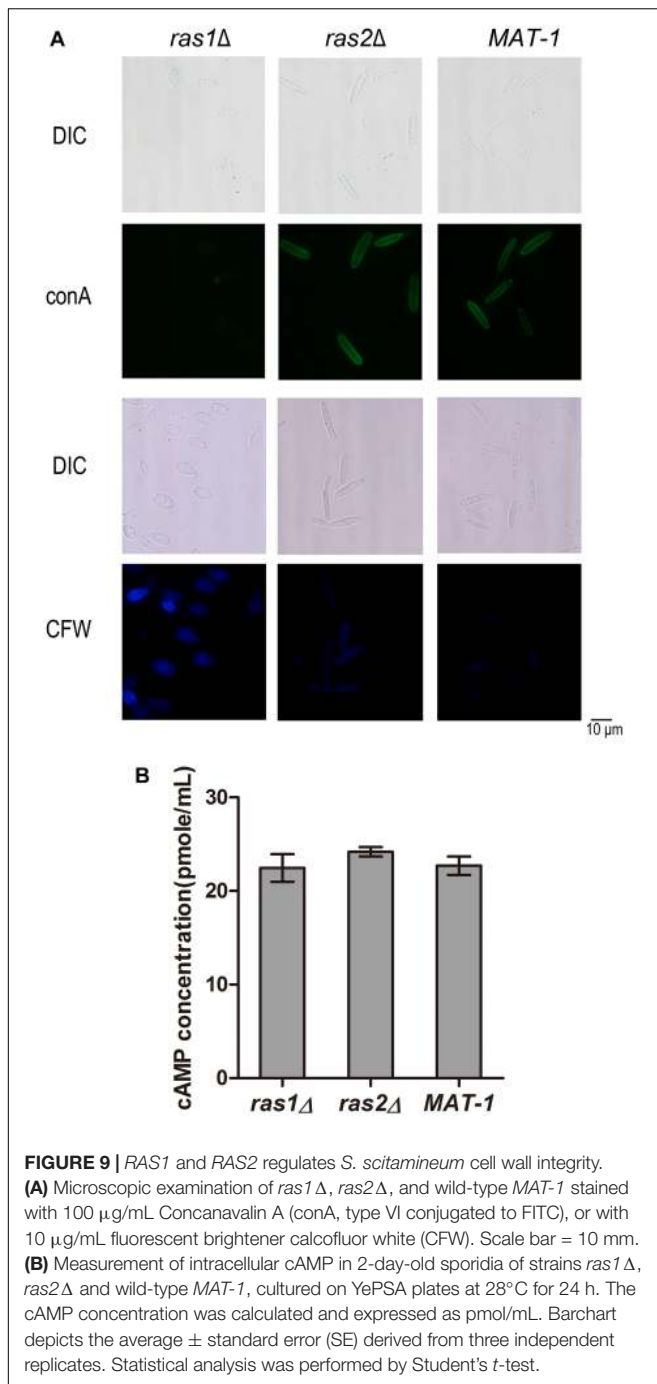 A
ras1Δ ras2Δ MAT-1
DIC
conA
DIC
CFW
10 μm
B
cAMP concentration(pmole/mL)
30
20
10
0
ras1Δ ras2Δ MAT-1
FIGURE 9 | RAS1 and RAS2 regulates S. scitamineum cell wall integrity.
(A) Microscopic examination of ras1Δ, ras2Δ, and wild-type MAT-1 stained
with 100 μg/mL Concanavalin A (conA, type VI conjugated to FITC), or with
10 μg/mL fluorescent brightener calcofluor white (CFW). Scale bar = 10 mm.
(B) Measurement of intracellular cAMP in 2-day-old sporidia of strains ras1Δ,
ras2Δ and wild-type MAT-1, cultured on YePSA plates at 28°C for 24 h. The
cAMP concentration was calculated and expressed as pmol/mL. Barchart
depicts the average ± standard error (SE) derived from three independent
replicates. Statistical analysis was performed by Student's t-test.